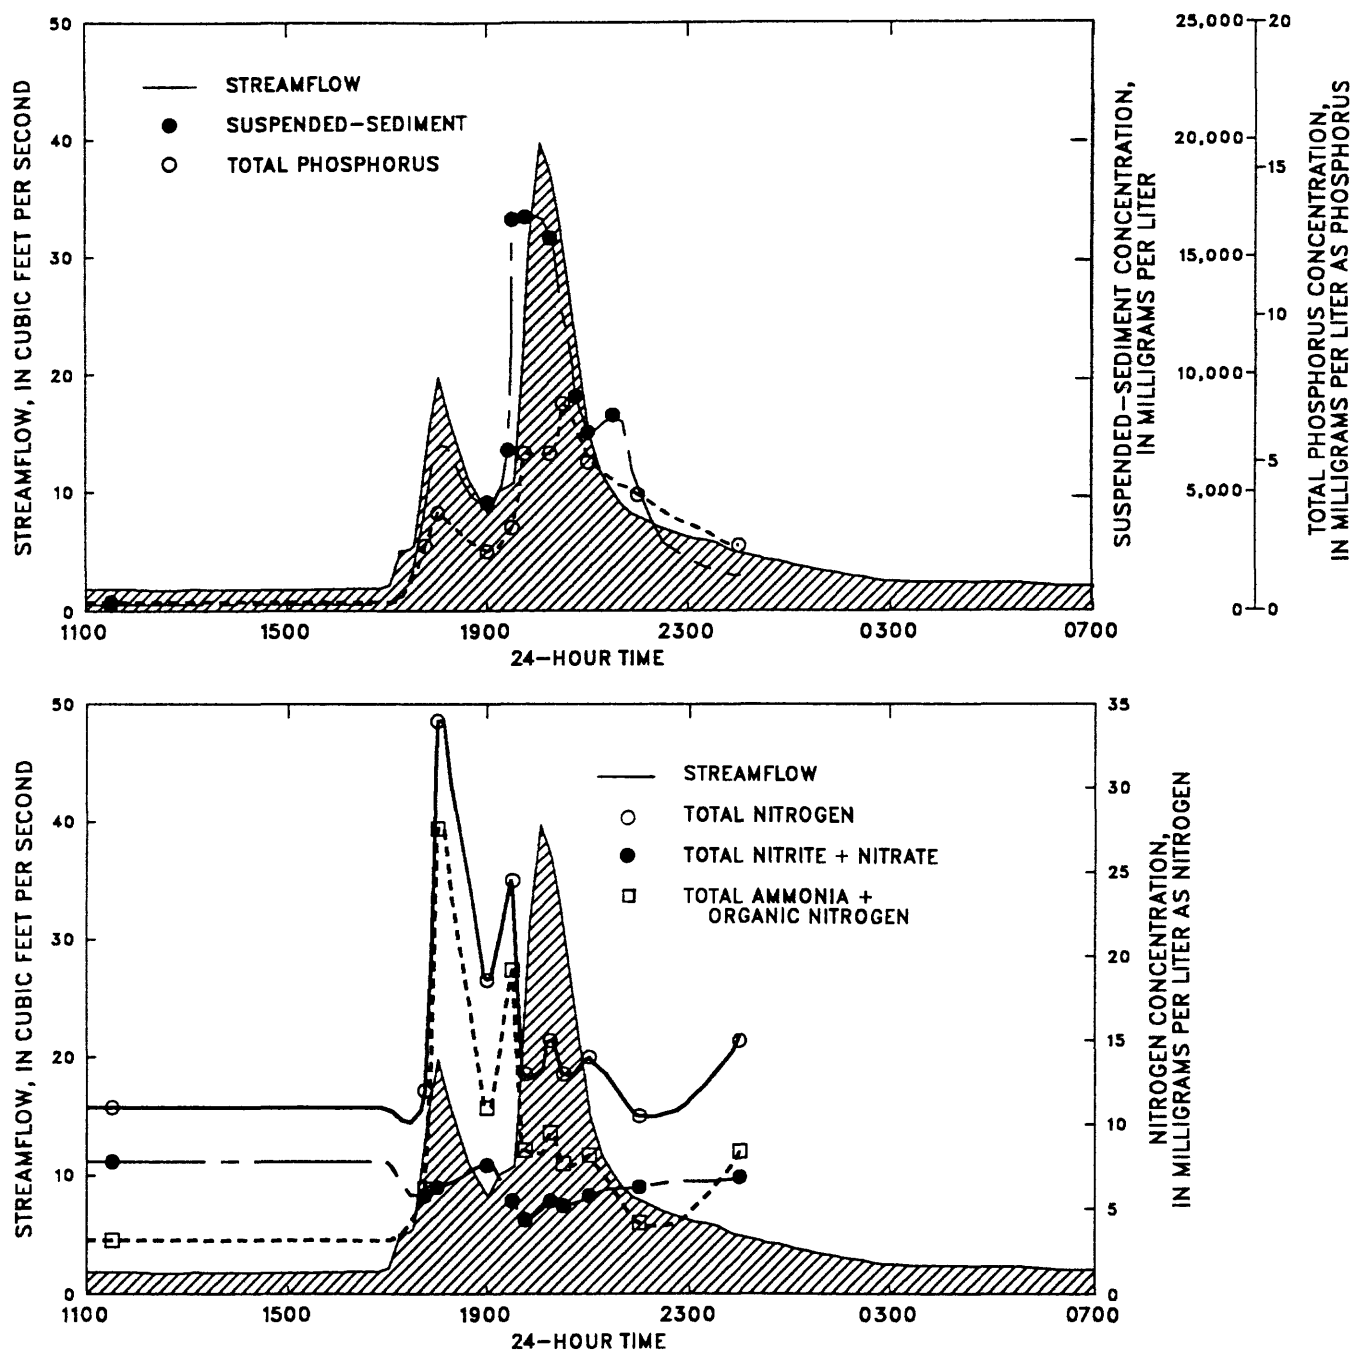 50
40
30
20
10
0
STREAMFLOW, IN CUBIC FEET PER SECOND
STREAMFLOW
SUSPENDED-SEDIMENT
TOTAL PHOSPHORUS
1100 1500 1900 2300 0300 0700
24-HOUR TIME
SUSPENDED-SEDIMENT CONCENTRATION,
IN MILLIGRAMS PER LITER
25,000
20,000
15,000
10,000
5,000
0
20
15
10
5
0
TOTAL PHOSPHORUS CONCENTRATION,
IN MILLIGRAMS PER LITER AS PHOSPHORUS
50
40
30
20
10
0
STREAMFLOW, IN CUBIC FEET PER SECOND
STREAMFLOW
TOTAL NITROGEN
TOTAL NITRITE + NITRATE
TOTAL AMMONIA +
ORGANIC NITROGEN
1100 1500 1900 2300 0300 0700
24-HOUR TIME
35
30
25
20
15
10
5
0
NITROGEN CONCENTRATION,
IN MILLIGRAMS PER LITER AS NITROGEN